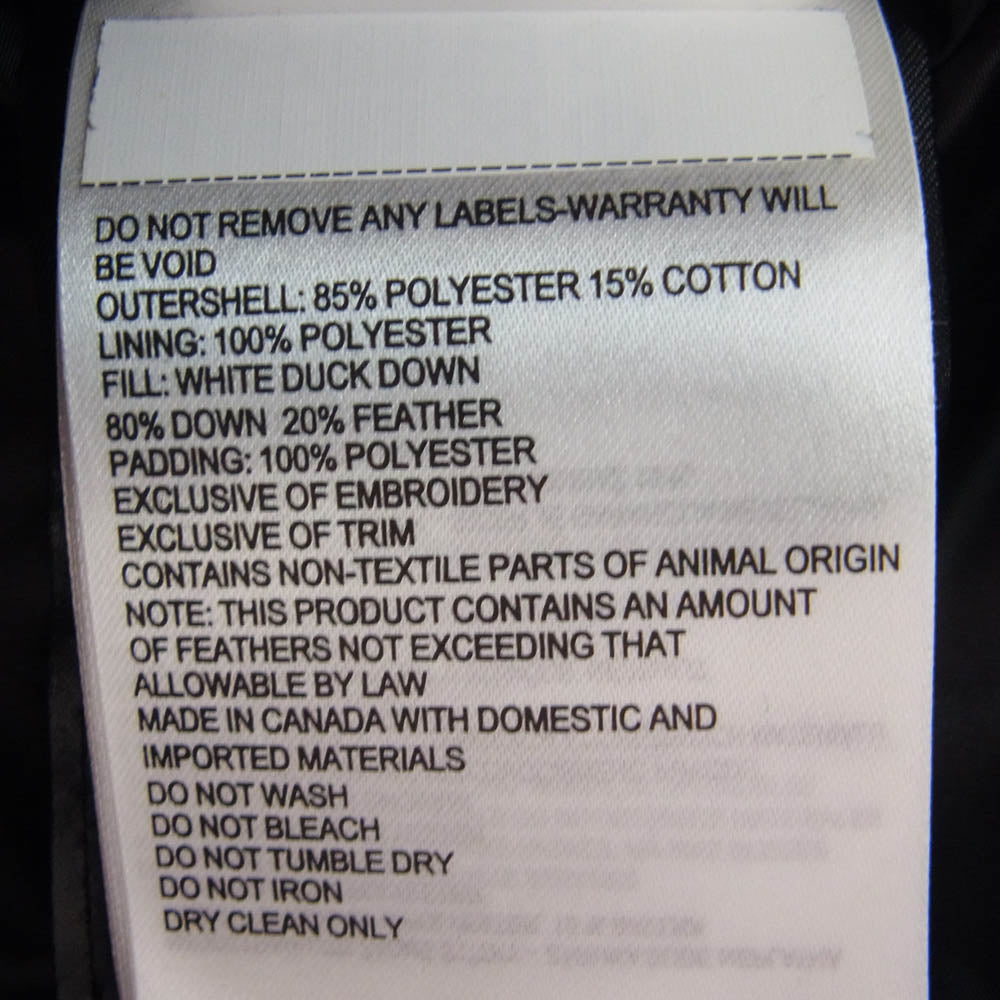 DO NOT REMOVE ANY LABELS-WARRANTY WILL
BE VOID
OUTERSHELL: 85% POLYESTER 15% COTTON
LINING: 100% POLYESTER
FILL: WHITE DUCK DOWN
80% DOWN 20% FEATHER
PADDING: 100% POLYESTER
EXCLUSIVE OF EMBROIDERY
EXCLUSIVE OF TRIM
CONTAINS NON-TEXTILE PARTS OF ANIMAL ORIGIN
NOTE: THIS PRODUCT CONTAINS AN AMOUNT
OF FEATHERS NOT EXCEEDING THAT
ALLOWABLE BY LAW
MADE IN CANADA WITH DOMESTIC AND
IMPORTED MATERIALS
DO NOT WASH
DO NOT BLEACH
DO NOT TUMBLE DRY
DO NOT IRON
DRY CLEAN ONLY